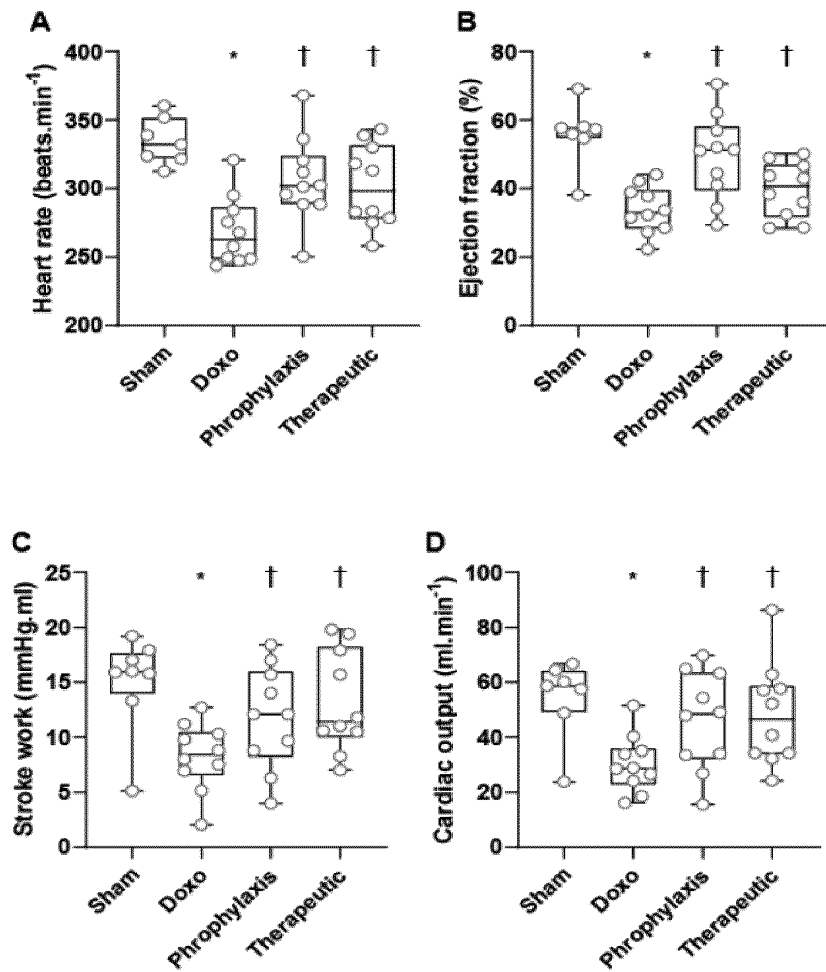 A
Heart rate (beats.min-1)
400
350
300
250
200
*
†
†
Sham
Doxo
Phrophylaxis
Therapeutic
B
Ejection fraction (%)
80
60
40
20
0
*
†
†
Sham
Doxo
Phrophylaxis
Therapeutic
C
Stroke work (mmHg.ml)
25
20
15
10
5
0
*
†
†
Sham
Doxo
Phrophylaxis
Therapeutic
D
Cardiac output (ml.min-1)
100
80
60
40
20
0
*
†
†
Sham
Doxo
Phrophylaxis
Therapeutic